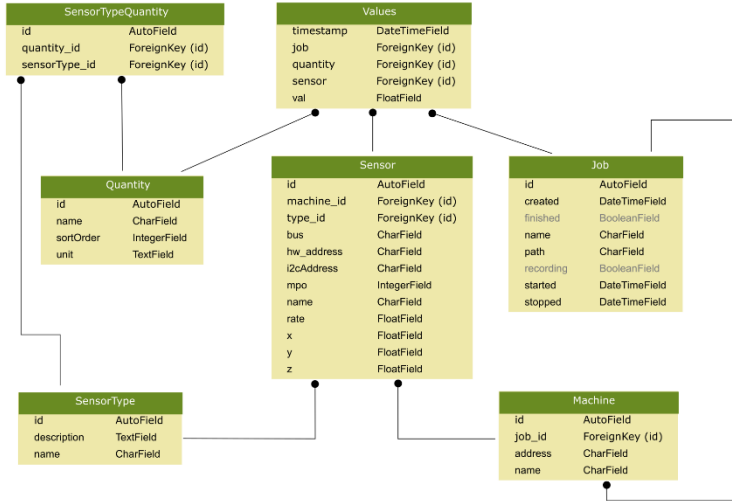 SensorTypeQuantity
id AutoField
quantity_id ForeignKey (id)
sensorType_id ForeignKey (id)
Values
timestamp DateTimeField
job ForeignKey (id)
quantity ForeignKey (id)
sensor ForeignKey (id)
val FloatField
Quantity
id AutoField
name CharField
sortOrder IntegerField
unit TextField
Sensor
id AutoField
machine_id ForeignKey (id)
type_id ForeignKey (id)
bus CharField
hw_address CharField
i2cAddress CharField
mpo IntegerField
name CharField
rate FloatField
x FloatField
y FloatField
z FloatField
Job
id AutoField
created DateTimeField
finished BooleanField
name CharField
path CharField
recording BooleanField
started DateTimeField
stopped DateTimeField
SensorType
id AutoField
description TextField
name CharField
Machine
id AutoField
job_id ForeignKey (id)
address CharField
name CharField